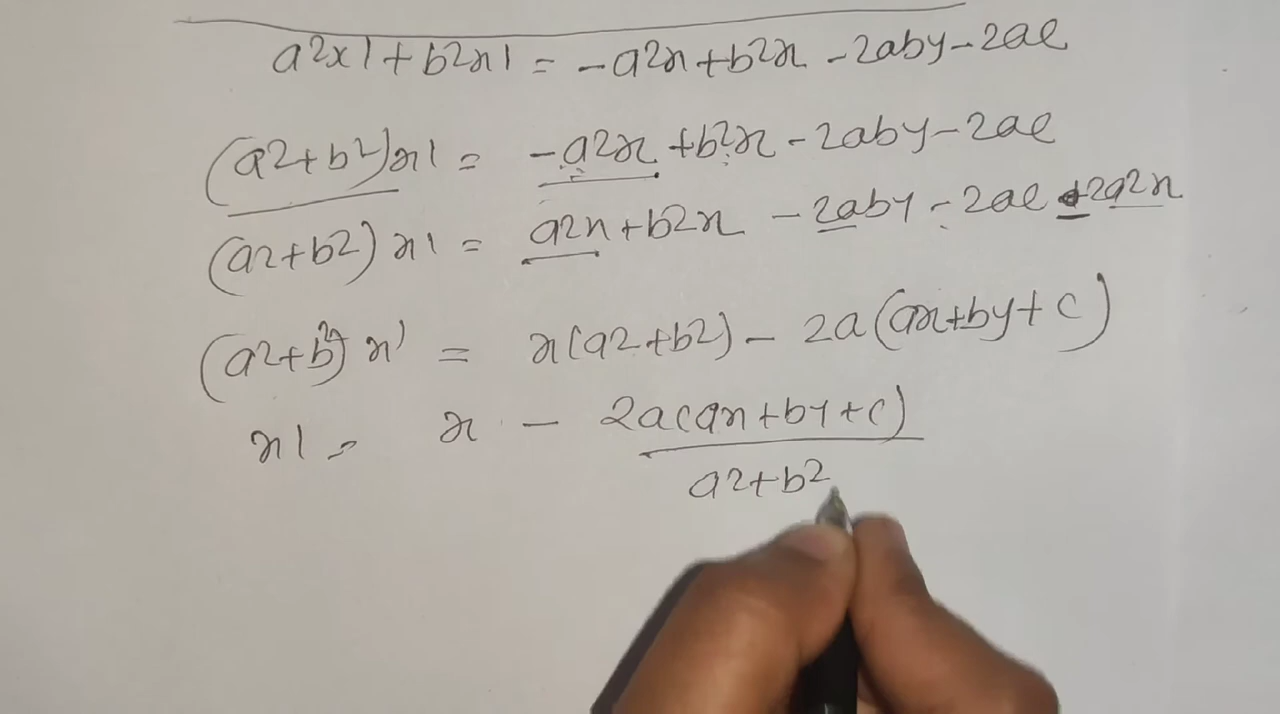 a2x1 + b2x1 = -a2x + b2x - 2aby - 2ac
(a2+b2)x1 = -a2x + b2x - 2aby - 2ac
(a2+b2) x1 = a2x + b2x - 2aby - 2ac - 2a2x
(a2+b2) x' = x(a2+b2) - 2a(ax+by+c)
x1 = x - 2a(ax+by+c)
a2+b2